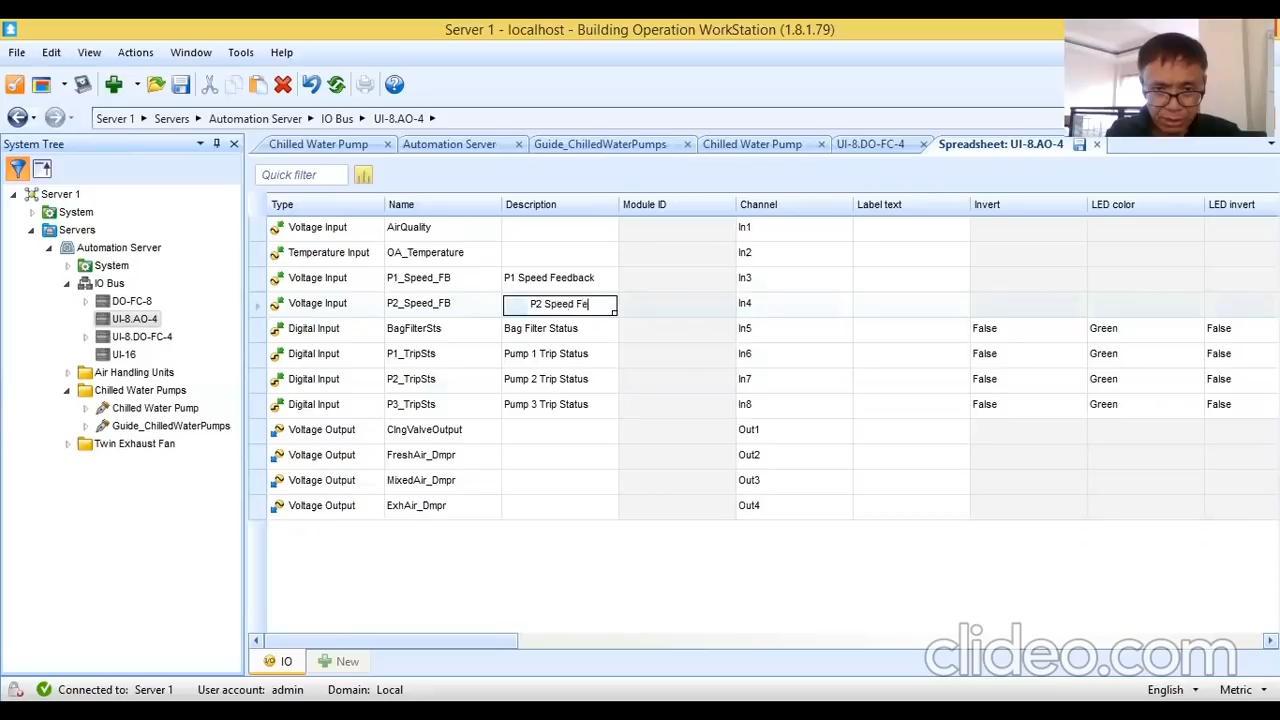 Server 1 - localhost - Building Operation WorkStation (1.8.1.79)
File Edit View Actions Window Tools Help
Server 1 Servers Automation Server IO Bus UI-8.AO-4
System Tree
Chilled Water Pump Automation Server Guide_ChilledWaterPumps Chilled Water Pump UI-8.DO-FC-4 Spreadsheet: UI-8.AO-4
Quick filter
Server 1
System
Servers
Automation Server
System
IO Bus
DO-FC-8
UI-8.AO-4
UI-8.DO-FC-4
UI-16
Air Handling Units
Chilled Water Pumps
Chilled Water Pump
Guide_ChilledWaterPumps
Twin Exhaust Fan
Type Name Description Module ID Channel Label text Invert LED color LED invert
Voltage Input AirQuality In1
Temperature Input OA_Temperature In2
Voltage Input P1_Speed_FB P1 Speed Feedback In3
Voltage Input P2_Speed_FB P2 Speed Fe In4
Digital Input BagFilterSts Bag Filter Status In5 False Green False
Digital Input P1_TripSts Pump 1 Trip Status In6 False Green False
Digital Input P2_TripSts Pump 2 Trip Status In7 False Green False
Digital Input P3_TripSts Pump 3 Trip Status In8 False Green False
Voltage Output ClngValveOutput Out1
Voltage Output FreshAir_Dmpr Out2
Voltage Output MixedAir_Dmpr Out3
Voltage Output ExhAir_Dmpr Out4
IO New
clideo.com
Connected to: Server 1 User account: admin Domain: Local English Metric